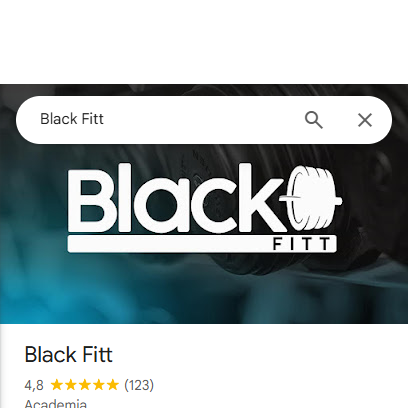 Black Fitt
Black
FITT
Black Fitt
4,8 (123)
Academia